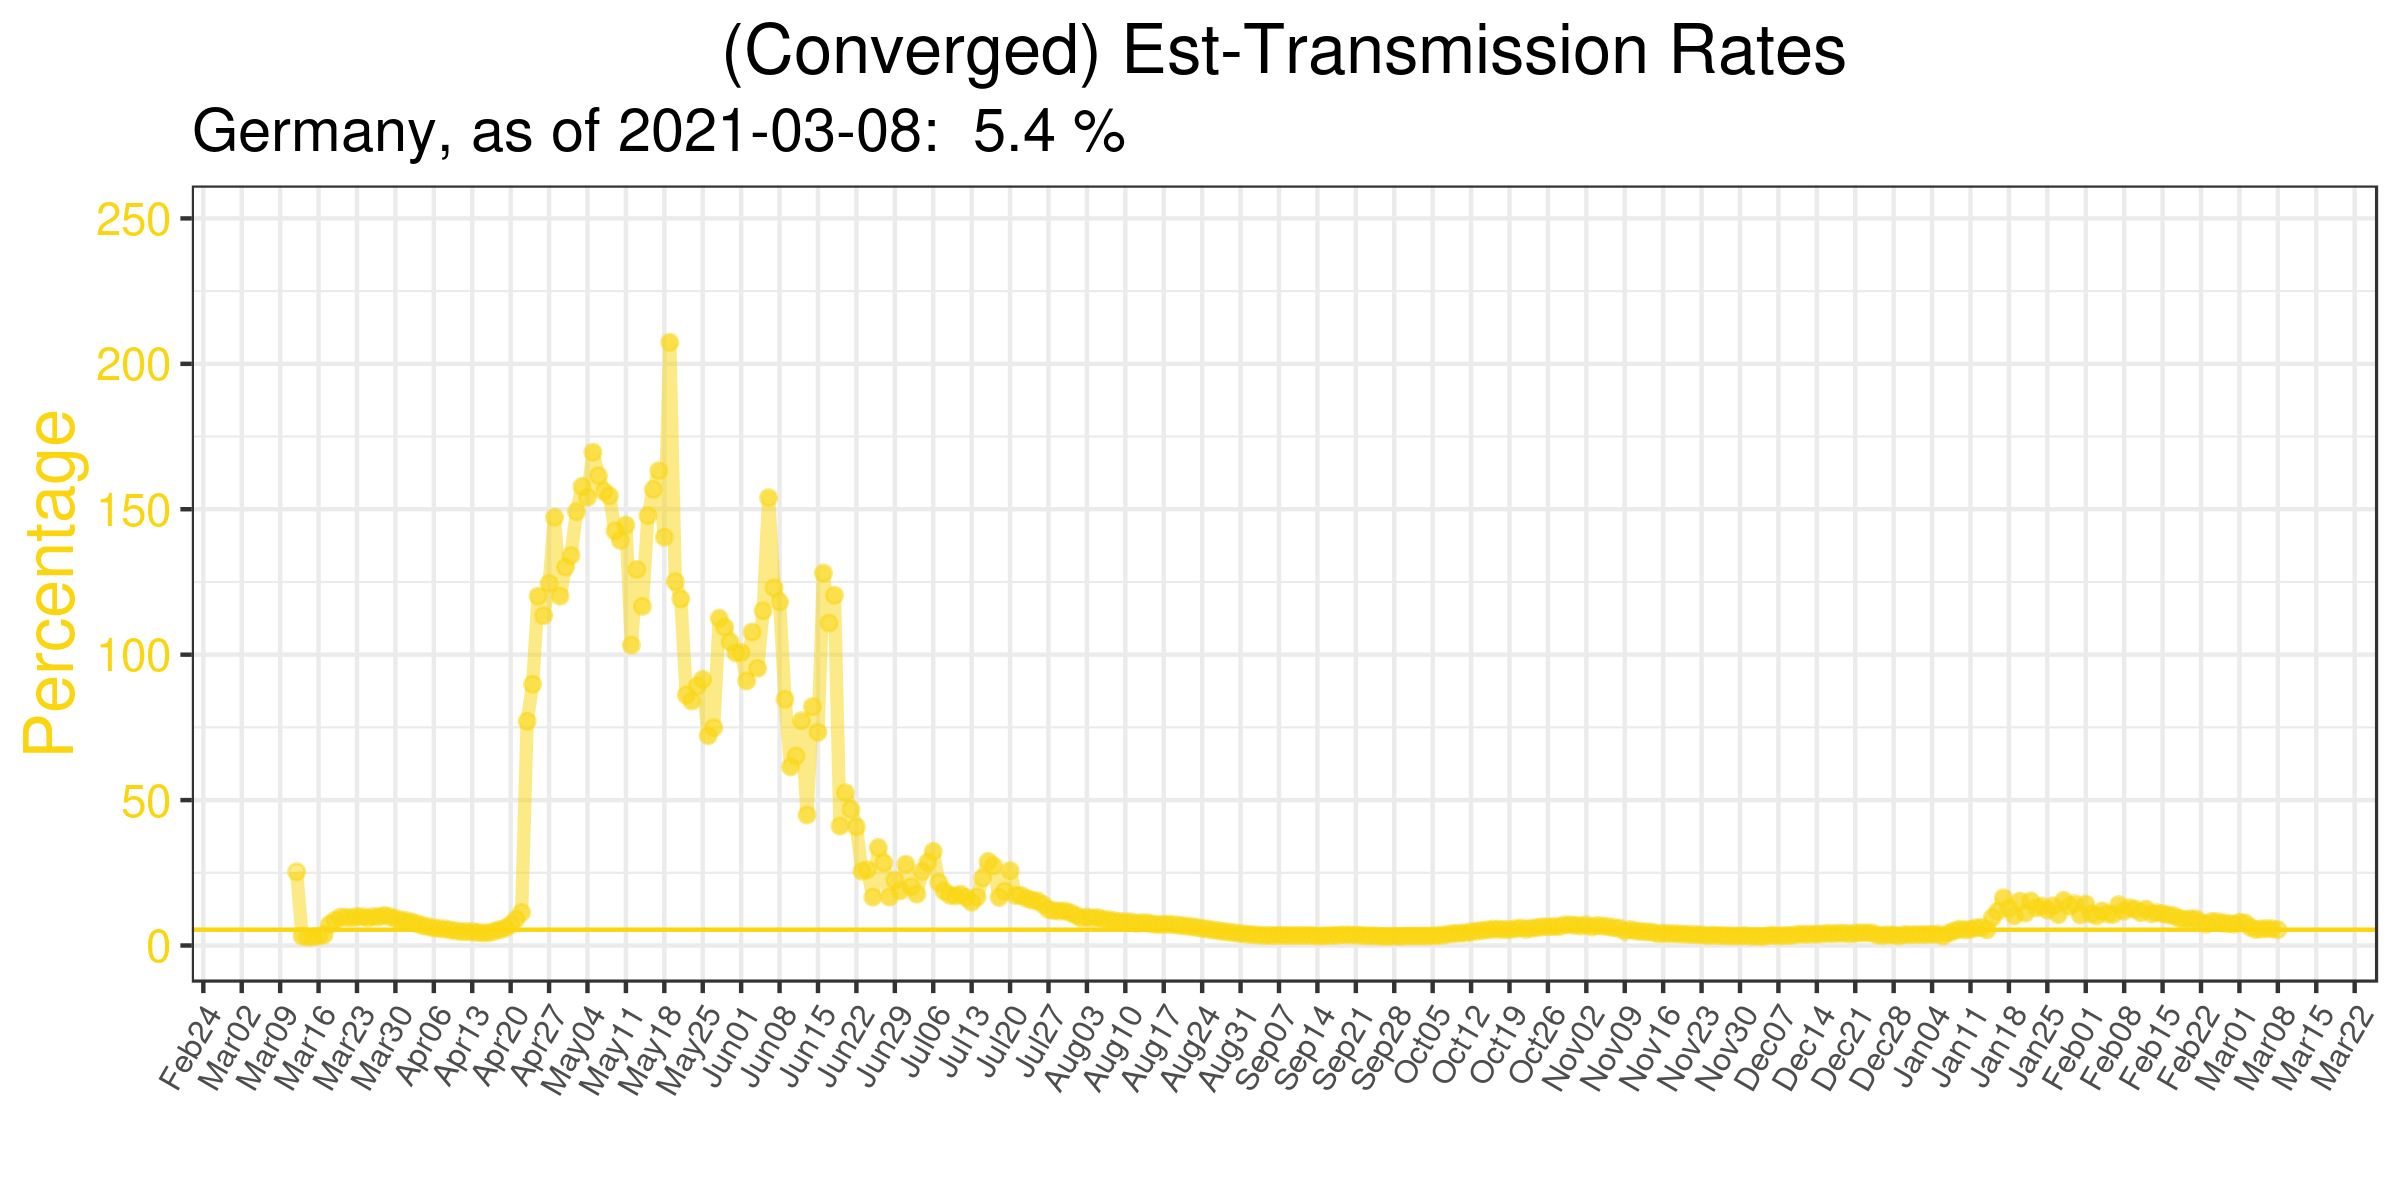 (Converged) Est-Transmission Rates
Germany, as of 2021-03-08:  5.4 %
Percentage
250
200
150
100
50
0
Feb24
Mar02
Mar09
Mar16
Mar23
Mar30
Apr06
Apr13
Apr20
Apr27
May04
May11
May18
May25
Jun01
Jun08
Jun15
Jun22
Jun29
Jul06
Jul13
Jul20
Jul27
Aug03
Aug10
Aug17
Aug24
Aug31
Sep07
Sep14
Sep21
Sep28
Oct05
Oct12
Oct19
Oct26
Nov02
Nov09
Nov16
Nov23
Nov30
Dec07
Dec14
Dec21
Dec28
Jan04
Jan11
Jan18
Jan25
Feb01
Feb08
Feb15
Feb22
Mar01
Mar08
Mar15
Mar22